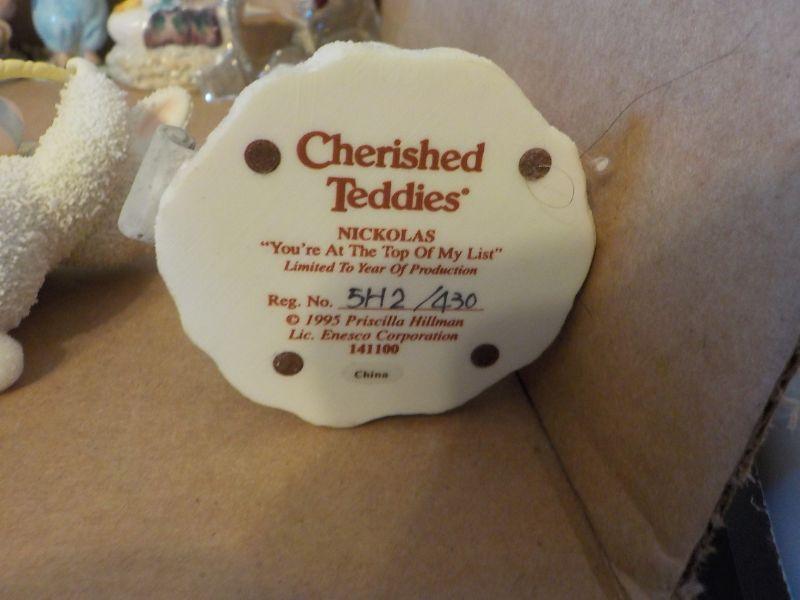 Cherished
Teddies®
NICKOLAS
"You're At The Top Of My List"
Limited To Year Of Production
Reg. No. 5H2/430
© 1995 Priscilla Hillman
Lic. Enesco Corporation
141100
China